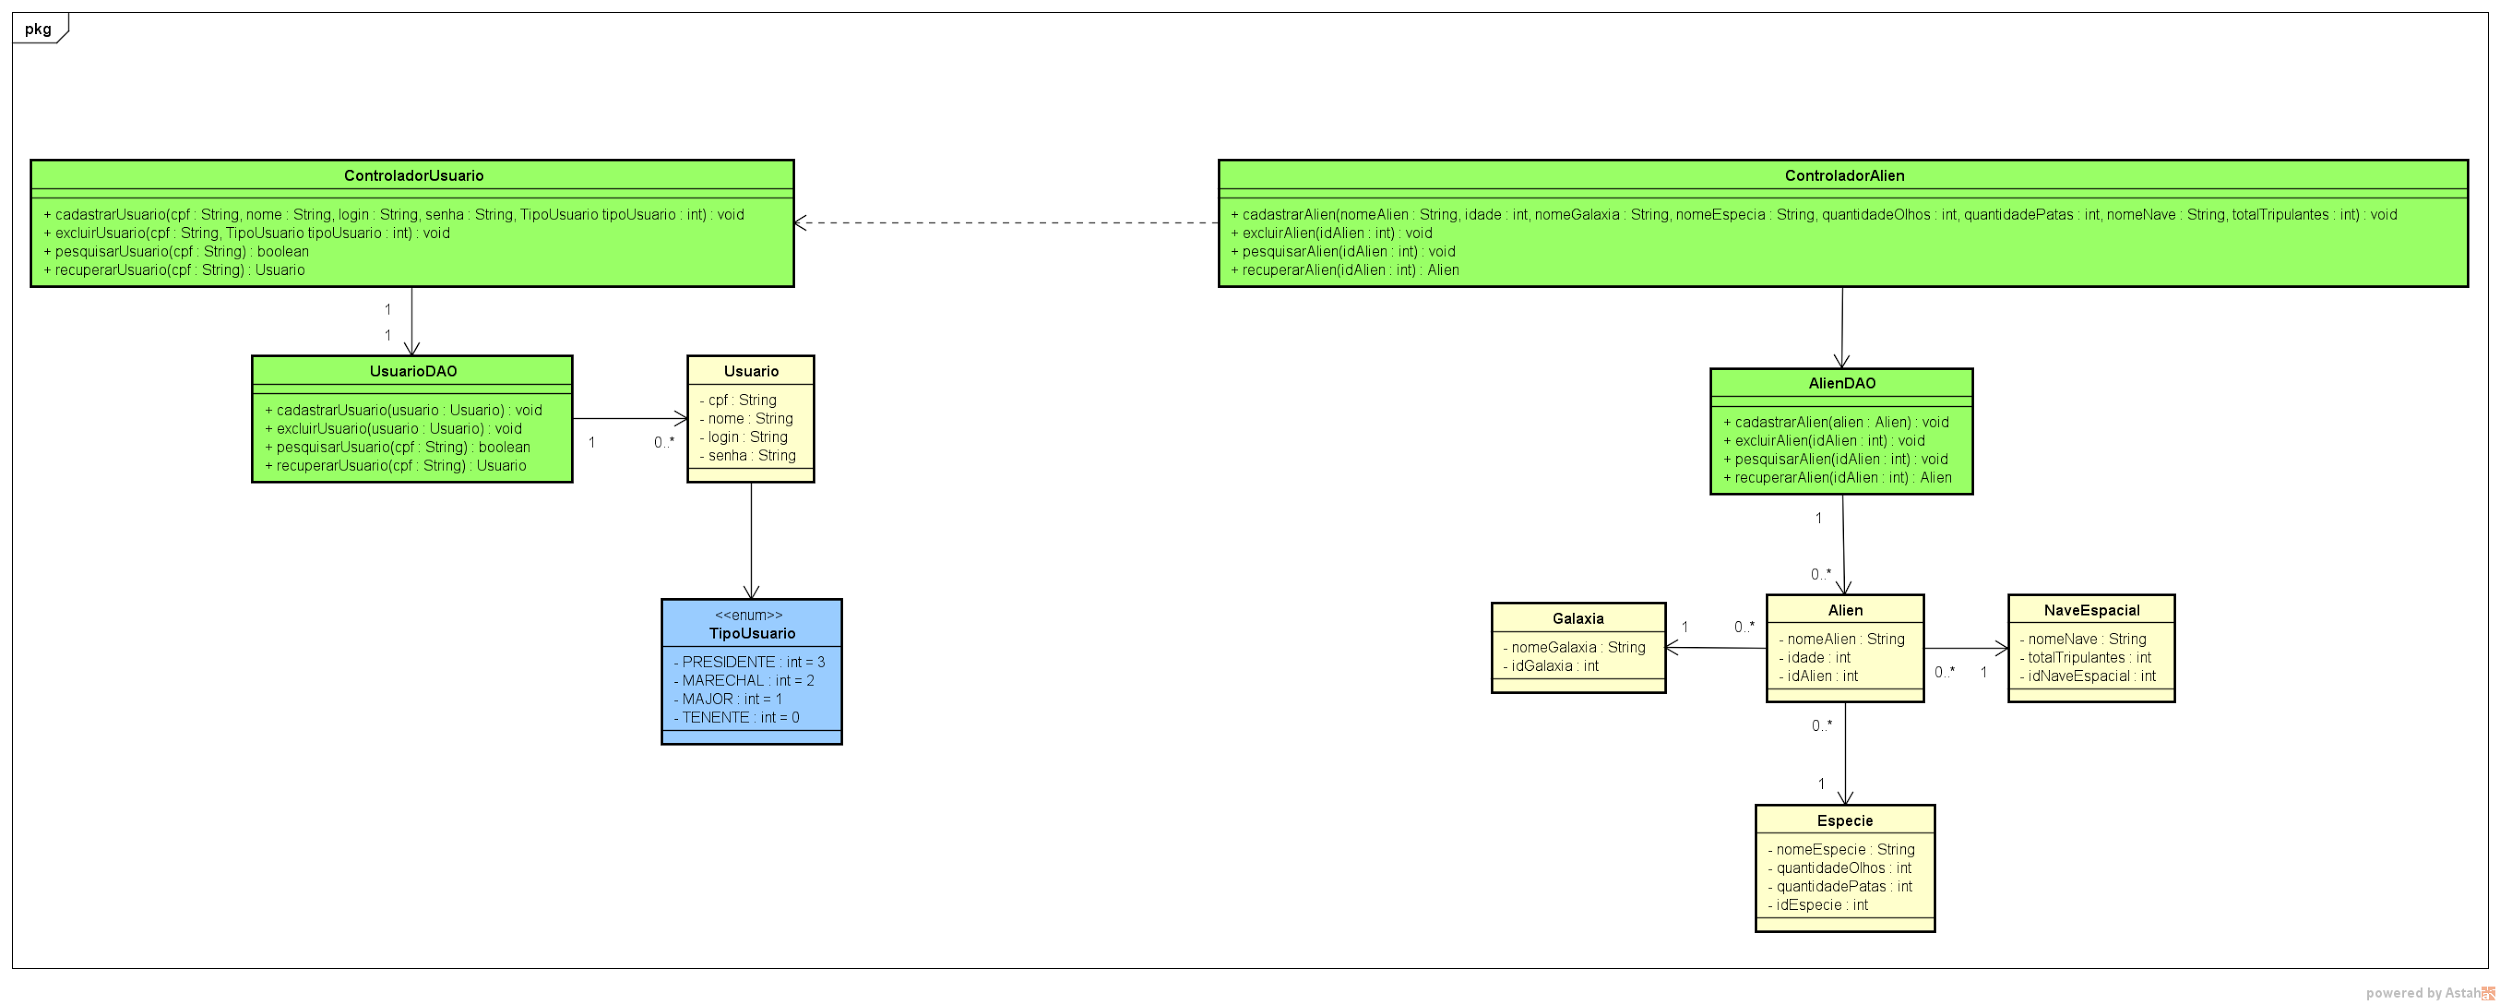 pkg
ControladorUsuario
+ cadastrarUsuario(cpf : String, nome : String, login : String, senha : String, TipoUsuario tipoUsuario : int) : void
+ excluirUsuario(cpf : String, TipoUsuario tipoUsuario : int) : void
+ pesquisarUsuario(cpf : String) : boolean
+ recuperarUsuario(cpf : String) : Usuario
ControladorAlien
+ cadastrarAlien(nomeAlien : String, idade : int, nomeGalaxia : String, nomeEspecia : String, quantidadeOlhos : int, quantidadePatas : int, nomeNave : String, totalTripulantes : int) : void
+ excluirAlien(idAlien : int) : void
+ pesquisarAlien(idAlien : int) : void
+ recuperarAlien(idAlien : int) : Alien
1
1
UsuarioDAO
+ cadastrarUsuario(usuario : Usuario) : void
+ excluirUsuario(usuario : Usuario) : void
+ pesquisarUsuario(cpf : String) : boolean
+ recuperarUsuario(cpf : String) : Usuario
1
0..*
Usuario
- cpf : String
- nome : String
- login : String
- senha : String
<<enum>>
TipoUsuario
- PRESIDENTE : int = 3
- MARECHAL : int = 2
- MAJOR : int = 1
- TENENTE : int = 0
AlienDAO
+ cadastrarAlien(alien : Alien) : void
+ excluirAlien(idAlien : int) : void
+ pesquisarAlien(idAlien : int) : void
+ recuperarAlien(idAlien : int) : Alien
1
0..*
Galaxia
- nomeGalaxia : String
- idGalaxia : int
1
0..*
Alien
- nomeAlien : String
- idade : int
- idAlien : int
0..*
1
NaveEspacial
- nomeNave : String
- totalTripulantes : int
- idNaveEspacial : int
0..*
1
Especie
- nomeEspecie : String
- quantidadeOlhos : int
- quantidadePatas : int
- idEspecie : int
powered by Astah